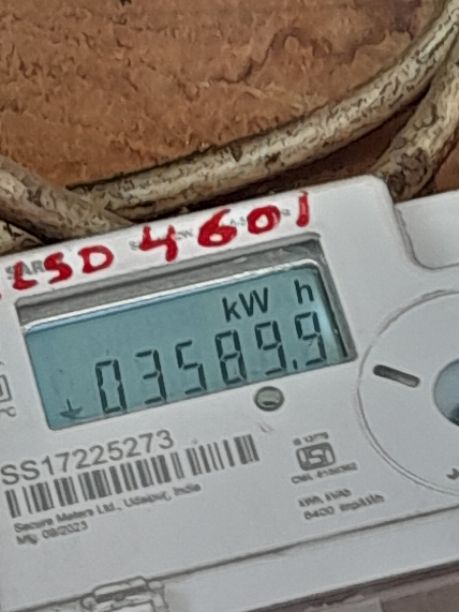 LSD 4601
kW h
03589.9
SS17225273
Secure Meters Ltd., Udaipur, India
Mfg. 09/2023